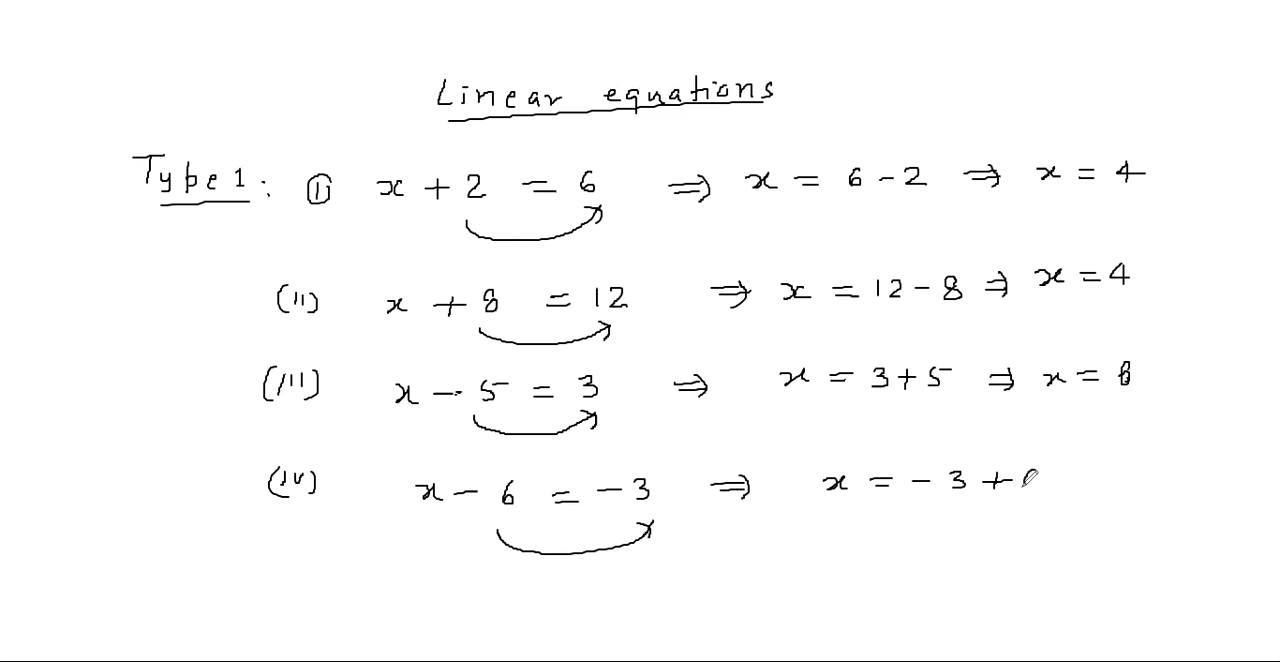 Linear equations
Type 1: (i) x + 2 = 6 ⇒ x = 6 - 2 ⇒ x = 4
(ii) x + 8 = 12 ⇒ x = 12 - 8 ⇒ x = 4
(iii) x - 5 = 3 ⇒ x = 3 + 5 ⇒ x = 8
(iv) x - 6 = - 3 ⇒ x = - 3 +